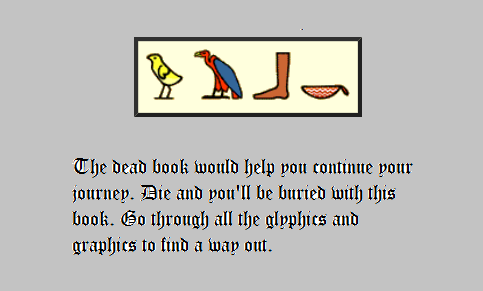 𓅱𓄿𓃀𓎡
The dead book would help you continue your
journey. Die and you'll be buried with this
book. Go through all the glyphics and
graphics to find a way out.